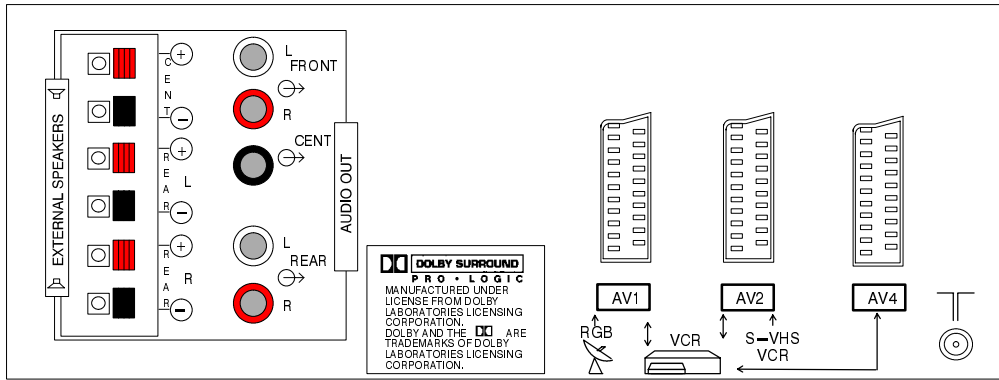 EXTERNAL SPEAKERS
+
CENT
−
+
REAR
L
−
+
REAR
R
−
L
FRONT
R
CENT
L
REAR
R
AUDIO OUT
DOLBY SURROUND
PRO • LOGIC
MANUFACTURED UNDER
LICENSE FROM DOLBY
LABORATORIES LICENSING
CORPORATION.
DOLBY AND THE ARE
TRADEMARKS OF DOLBY
LABORATORIES LICENSING
CORPORATION.
AV1
AV2
AV4
RGB
VCR
S–VHS
VCR